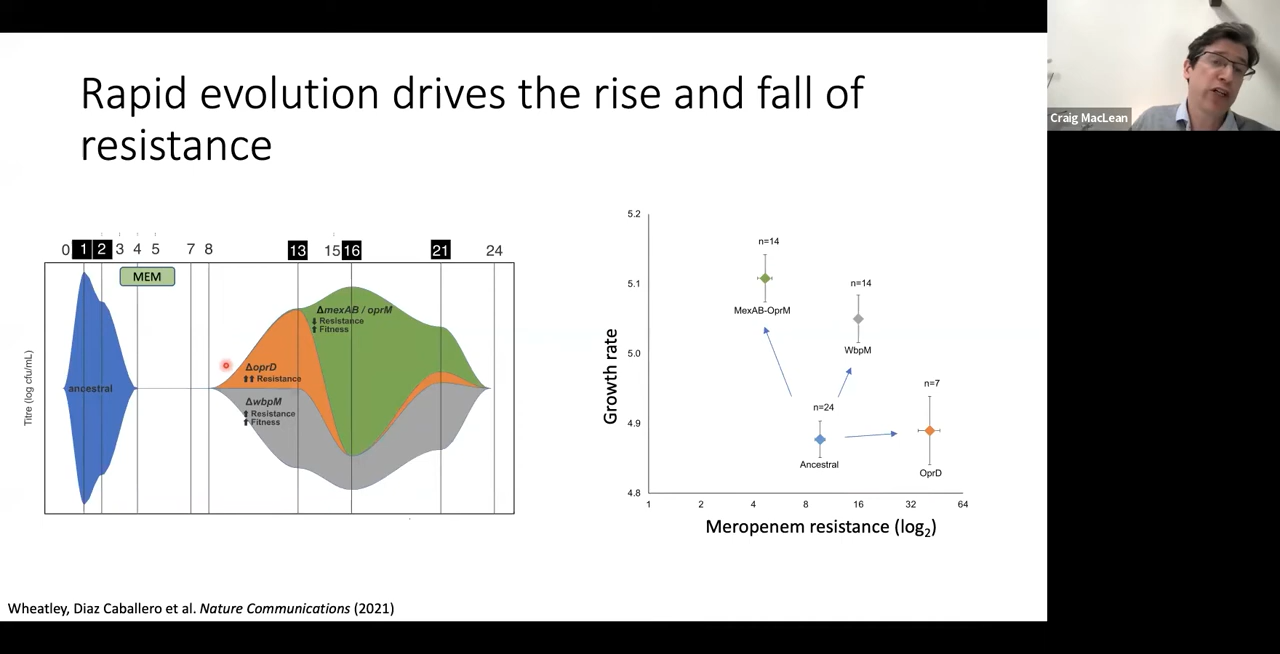 Craig MacLean
Rapid evolution drives the rise and fall of
resistance
0 1 2 3 4 5 7 8 13 15 16 21 24
MEM
Titre (log cfu/mL)
ancestral
ΔmexAB / oprM
⬇ Resistance
⬆ Fitness
ΔoprD
⬆⬆ Resistance
ΔwbpM
⬆ Resistance
⬆ Fitness
5.2
5.1
5.0
4.9
4.8
Growth rate
n=14
MexAB-OprM
n=14
WbpM
n=7
OprD
n=24
Ancestral
1 2 4 8 16 32 64
Meropenem resistance (log₂)
Wheatley, Diaz Caballero et al. Nature Communications (2021)